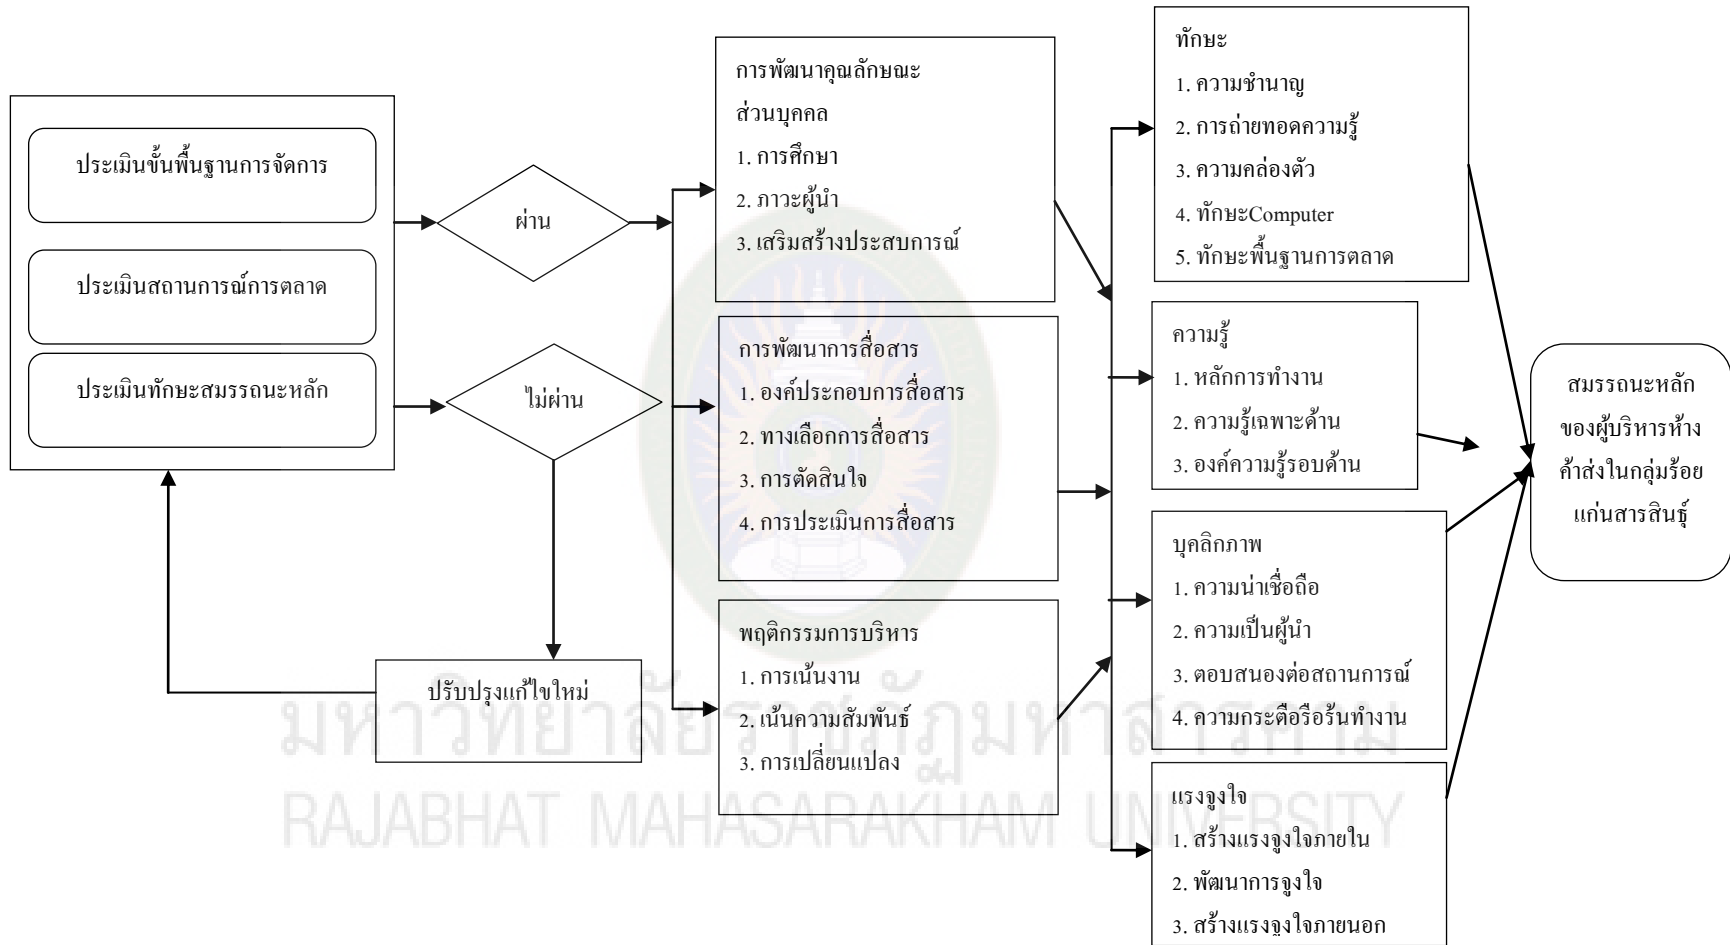 ประเมินขั้นพื้นฐานการจัดการ
ประเมินสถานการณ์การตลาด
ประเมินทักษะสมรรถนะหลัก
ผ่าน
ไม่ผ่าน
ปรับปรุงแก้ไขใหม่
การพัฒนาคุณลักษณะ
ส่วนบุคคล
1. การศึกษา
2. ภาวะผู้นำ
3. เสริมสร้างประสบการณ์
การพัฒนาการสื่อสาร
1. องค์ประกอบการสื่อสาร
2. ทางเลือกการสื่อสาร
3. การตัดสินใจ
4. การประเมินการสื่อสาร
พฤติกรรมการบริหาร
1. การเน้นงาน
2. เน้นความสัมพันธ์
3. การเปลี่ยนแปลง
ทักษะ
1. ความชำนาญ
2. การถ่ายทอดความรู้
3. ความคล่องตัว
4. ทักษะComputer
5. ทักษะพื้นฐานการตลาด
ความรู้
1. หลักการทำงาน
2. ความรู้เฉพาะด้าน
3. องค์ความรู้รอบด้าน
บุคลิกภาพ
1. ความน่าเชื่อถือ
2. ความเป็นผู้นำ
3. ตอบสนองต่อสถานการณ์
4. ความกระตือรือร้นทำงาน
แรงจูงใจ
1. สร้างแรงจูงใจภายใน
2. พัฒนาการจูงใจ
3. สร้างแรงจูงใจภายนอก
สมรรถนะหลัก
ของผู้บริหารห้าง
ค้าส่งในกลุ่มร้อย
แก่นสารสินธุ์
มหาวิทยาลัยราชภัฏมหาสารคาม
RAJABHAT MAHASARAKHAM UNIVERSITY